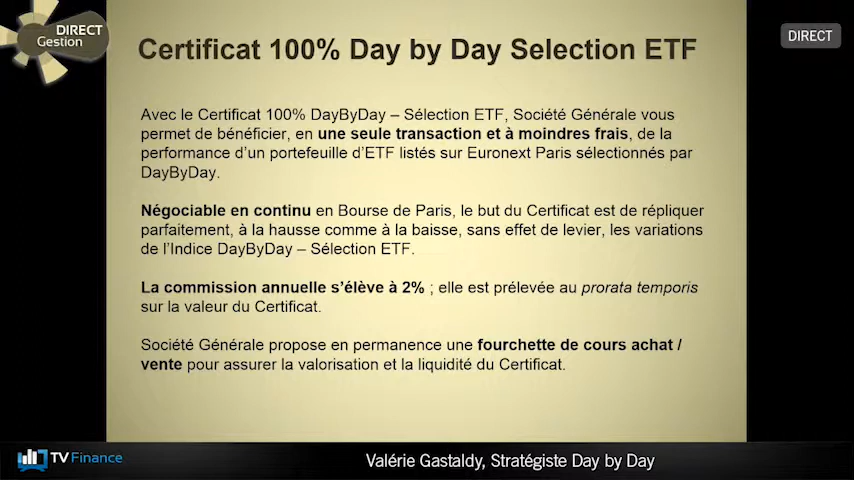 DIRECT
Gestion
DIRECT
Certificat 100% Day by Day Selection ETF
Avec le Certificat 100% DayByDay – Sélection ETF, Société Générale vous
permet de bénéficier, en une seule transaction et à moindres frais, de la
performance d’un portefeuille d’ETF listés sur Euronext Paris sélectionnés par
DayByDay.
Négociable en continu en Bourse de Paris, le but du Certificat est de répliquer
parfaitement, à la hausse comme à la baisse, sans effet de levier, les variations
de l’Indice DayByDay – Sélection ETF.
La commission annuelle s’élève à 2% ; elle est prélevée au prorata temporis
sur la valeur du Certificat.
Société Générale propose en permanence une fourchette de cours achat /
vente pour assurer la valorisation et la liquidité du Certificat.
TV Finance
Valérie Gastaldy, Stratégiste Day by Day